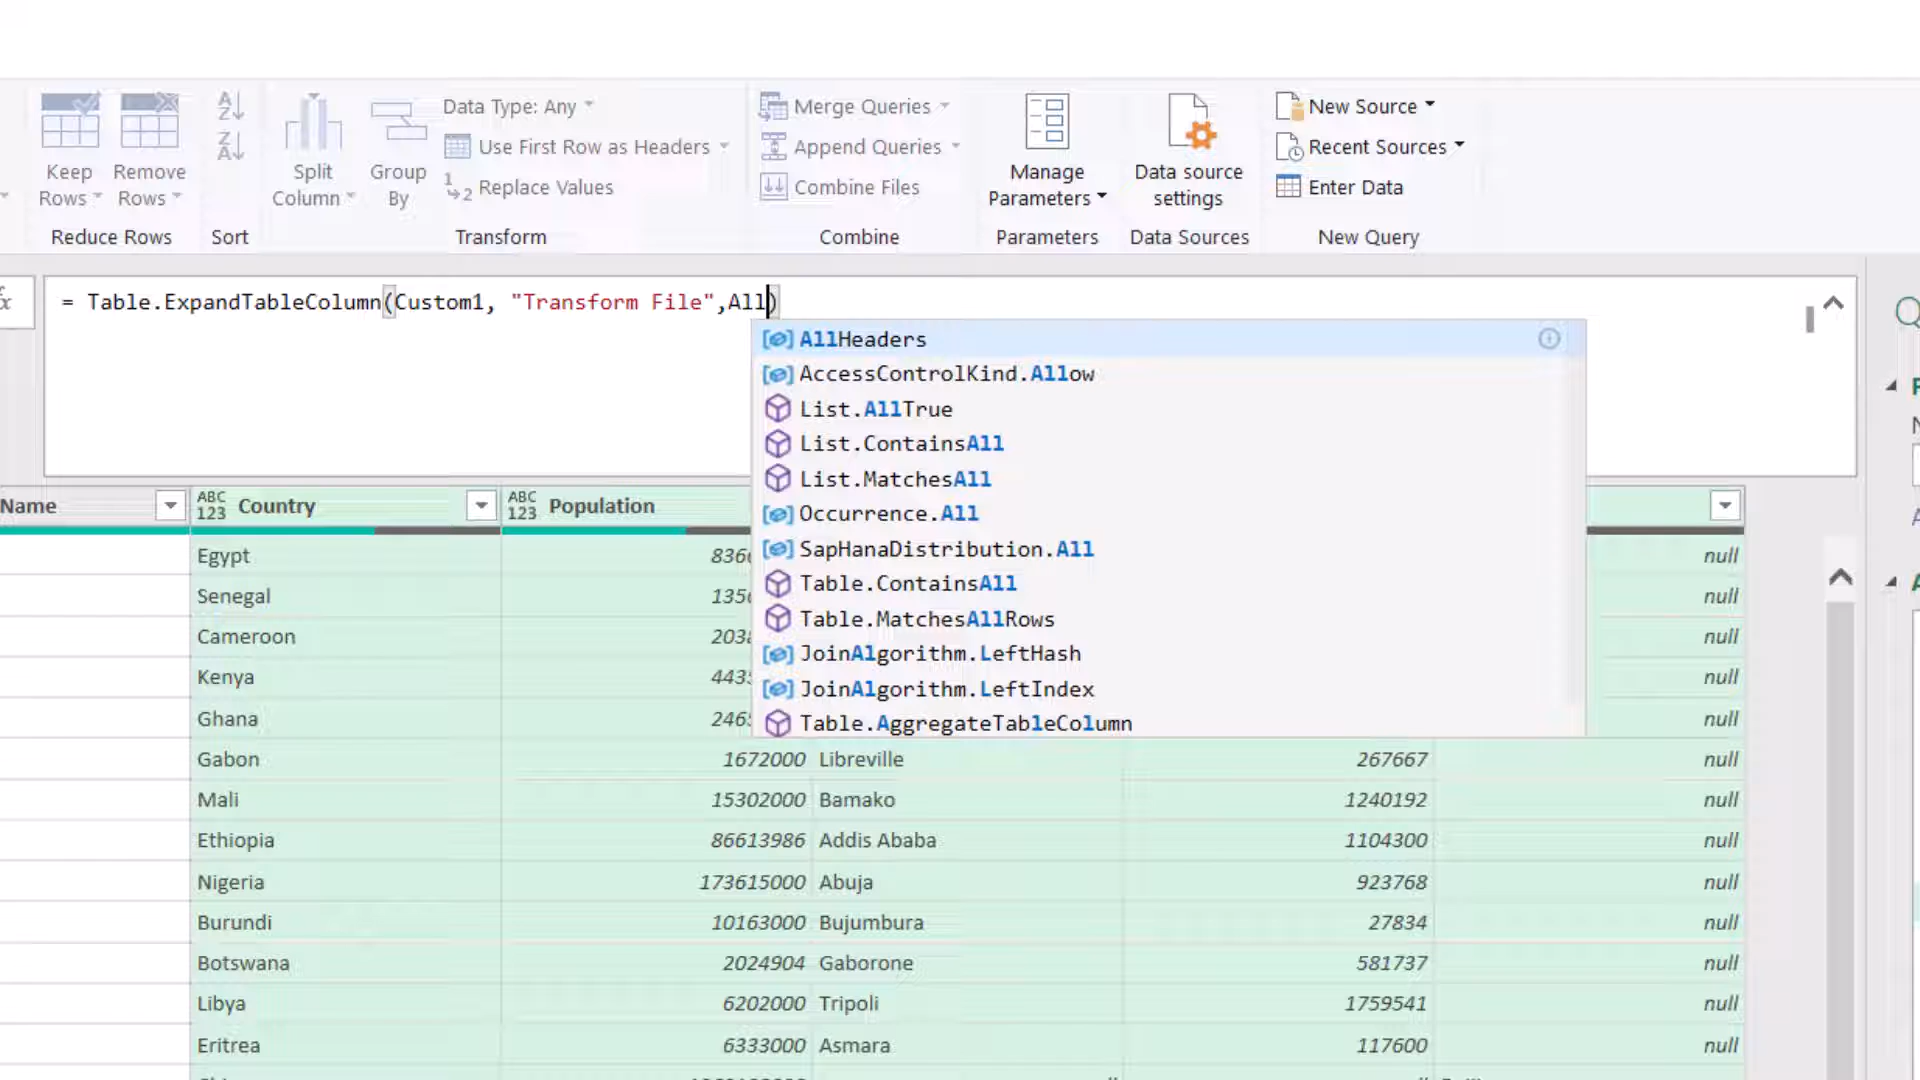 Data Type: Any
Merge Queries
New Source
Use First Row as Headers
Append Queries
Recent Sources
Keep Rows
Remove Rows
Split Column
Group By
Replace Values
Combine Files
Manage Parameters
Data source settings
Enter Data
Reduce Rows
Sort
Transform
Combine
Parameters
Data Sources
New Query
= Table.ExpandTableColumn(Custom1, "Transform File",All)
AllHeaders
AccessControlKind.Allow
List.AllTrue
List.ContainsAll
List.MatchesAll
Occurrence.All
SapHanaDistribution.All
Table.ContainsAll
Table.MatchesAllRows
JoinAlgorithm.LeftHash
JoinAlgorithm.LeftIndex
Table.AggregateTableColumn
Name ABC 123 Country ABC 123 Population
Egypt null
Senegal null
Cameroon null
Kenya null
Ghana null
Gabon 1672000 Libreville 267667 null
Mali 15302000 Bamako 1240192 null
Ethiopia 86613986 Addis Ababa 1104300 null
Nigeria 173615000 Abuja 923768 null
Burundi 10163000 Bujumbura 27834 null
Botswana 2024904 Gaborone 581737 null
Libya 6202000 Tripoli 1759541 null
Eritrea 6333000 Asmara 117600 null